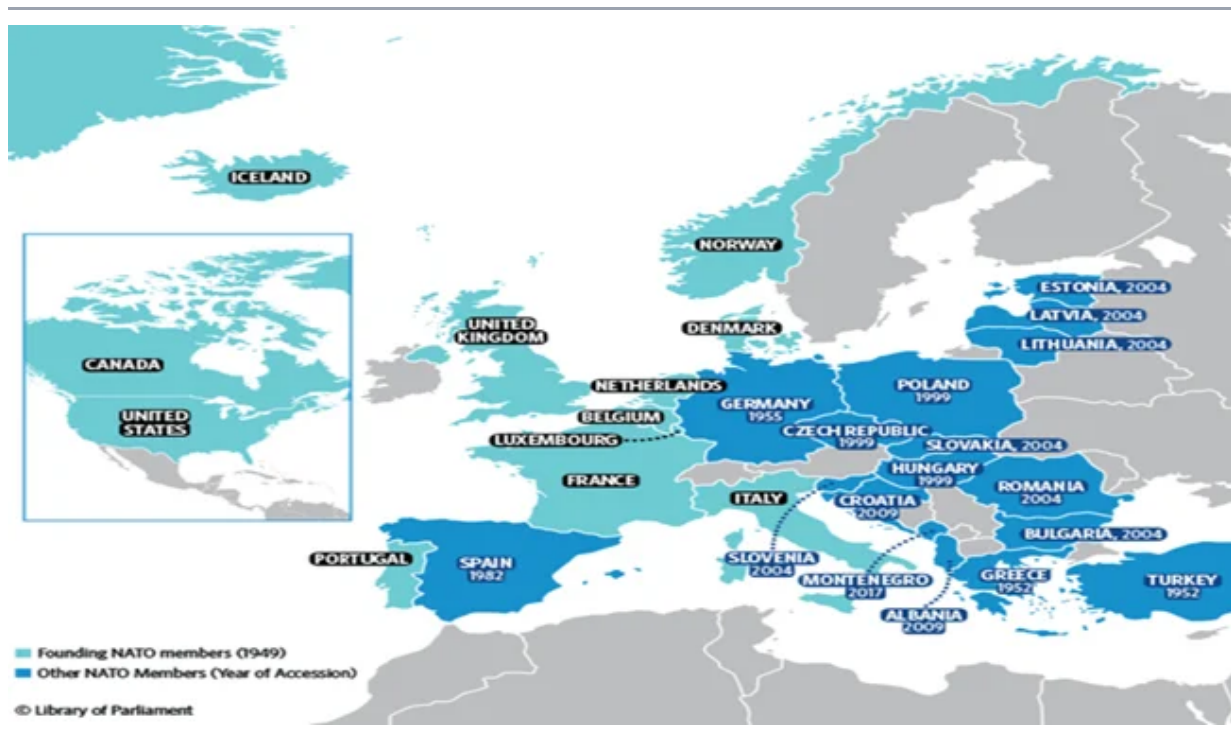 ICELAND
NORWAY
ESTONIA, 2004
LATVIA, 2004
LITHUANIA, 2004
UNITED
KINGDOM
DENMARK
CANADA
UNITED
STATES
NETHERLANDS
BELGIUM
LUXEMBOURG
GERMANY
1955
POLAND
1999
CZECH REPUBLIC
1999
SLOVAKIA, 2004
HUNGARY
1999
FRANCE
ITALY
CROATIA
2009
ROMANIA
2004
BULGARIA, 2004
PORTUGAL
SPAIN
1982
SLOVENIA
2004
MONTENEGRO
2017
ALBANIA
2009
GREECE
1952
TURKEY
1952
Founding NATO members (1949)
Other NATO Members (Year of Accession)
© Library of Parliament